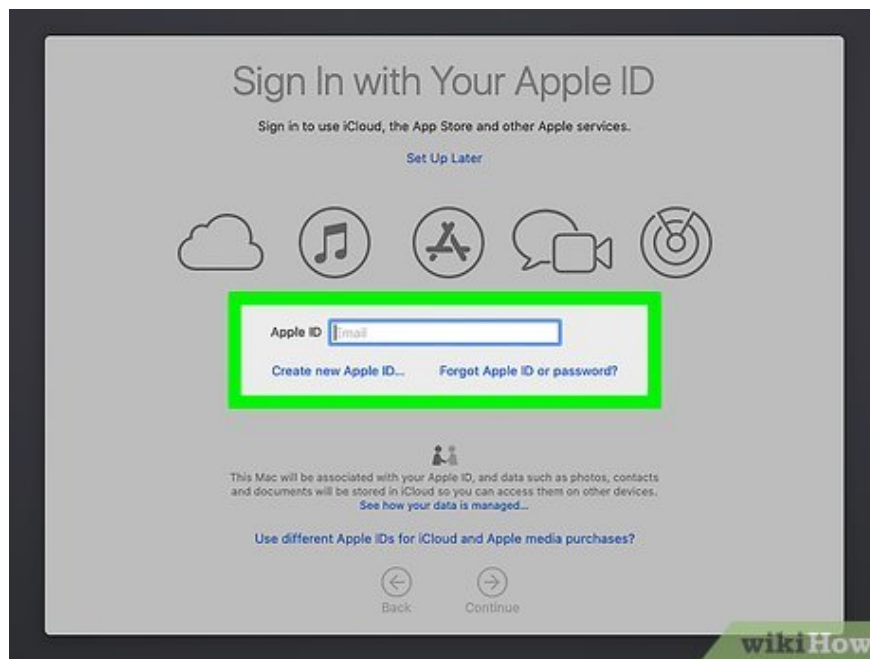 Sign In with Your Apple ID
Sign in to use iCloud, the App Store and other Apple services.
Set Up Later
Apple ID Email
Create new Apple ID... Forgot Apple ID or password?
This Mac will be associated with your Apple ID, and data such as photos, contacts
and documents will be stored in iCloud so you can access them on other devices.
See how your data is managed...
Use different Apple IDs for iCloud and Apple media purchases?
Back Continue
wikiHow